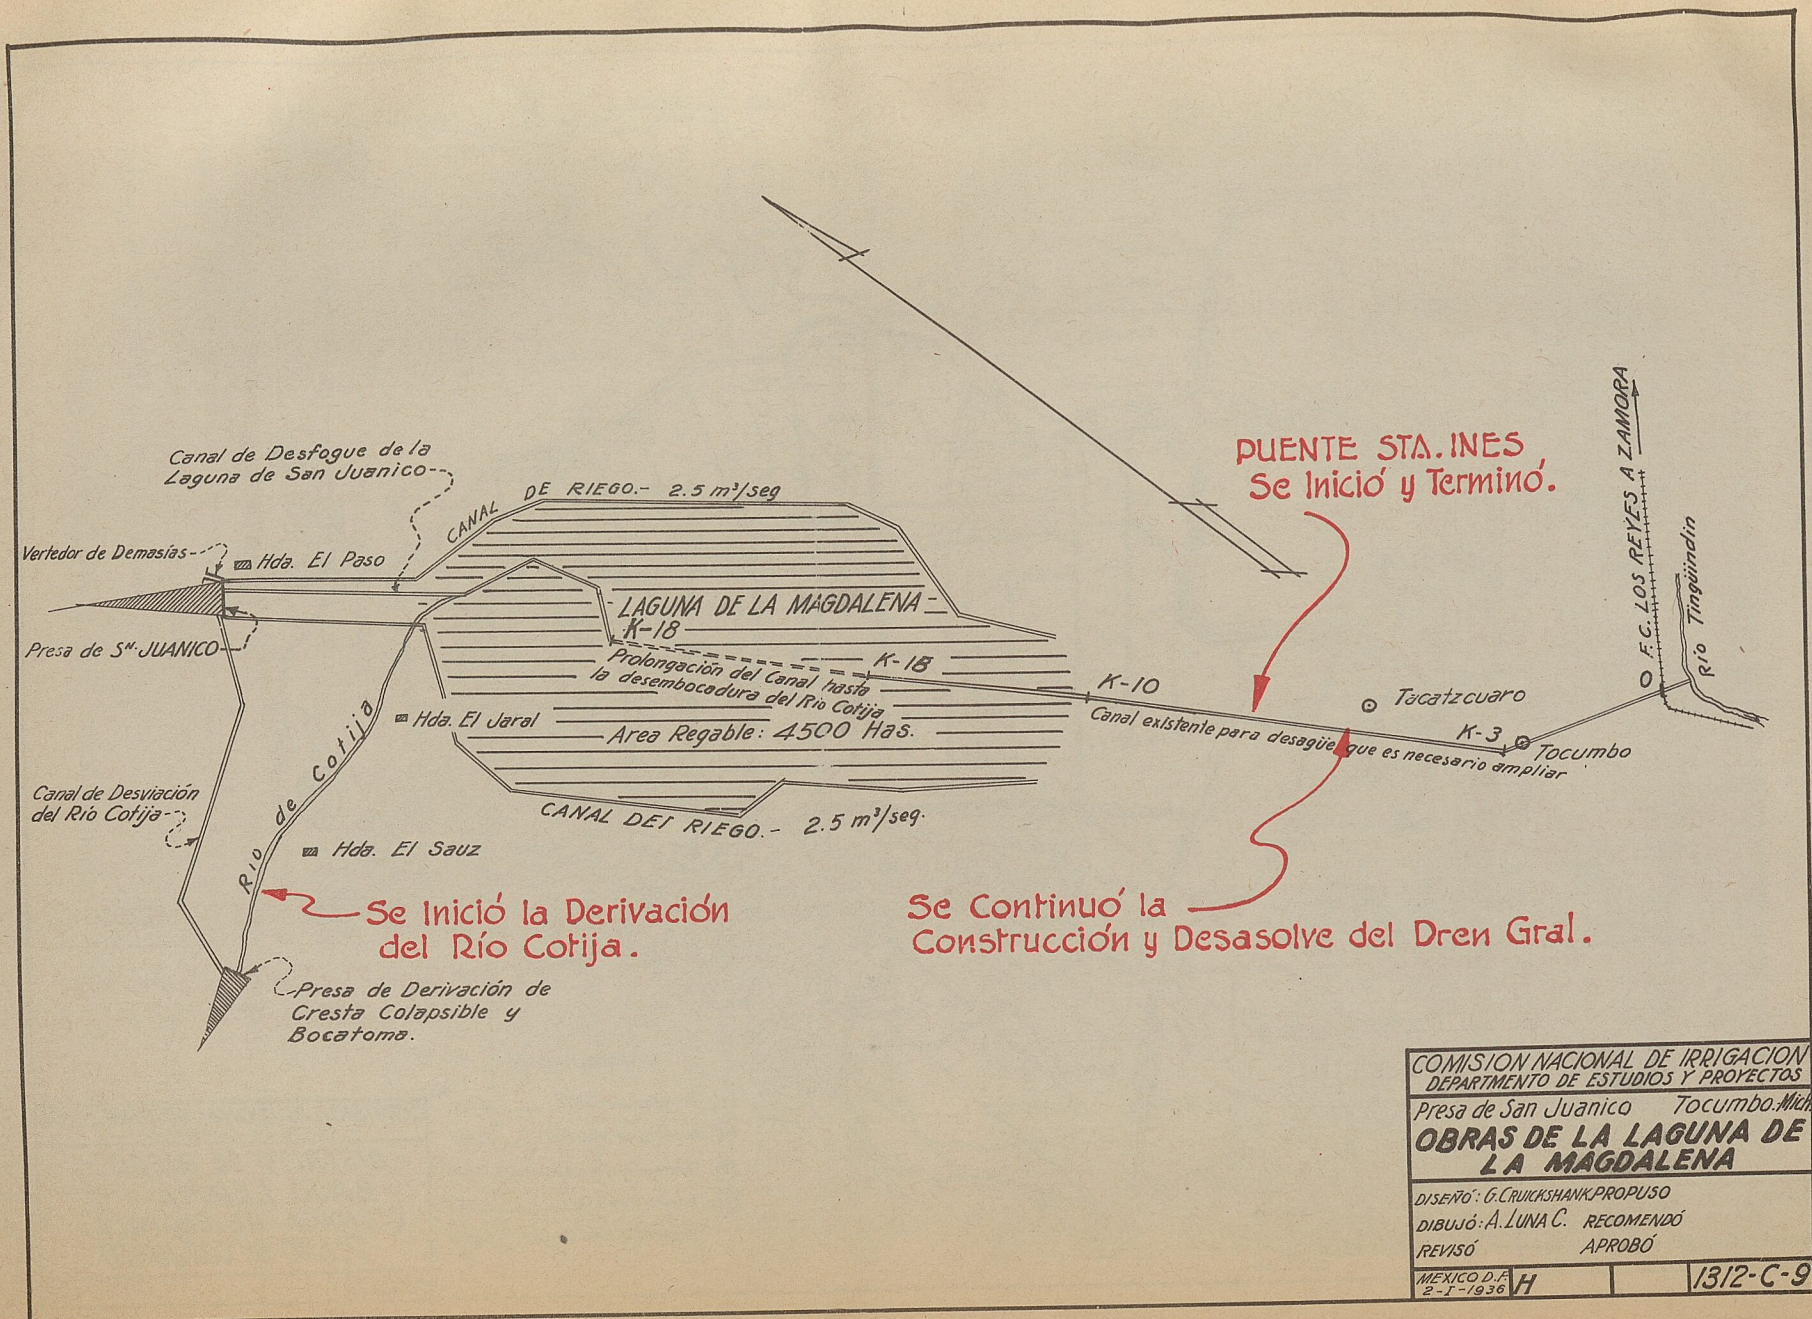 Canal de Desfogue de la
Laguna de San Juanico
CANAL DE RIEGO.- 2.5 m³/seg
Vertedor de Demasías
Hda. El Paso
Presa de Sᴺ. JUANICO
LAGUNA DE LA MAGDALENA
K-18
Prolongación del Canal hasta
la desembocadura del Río Cotija
K-18
K-10
Hda. El Jaral
Area Regable: 4500 Has.
Canal existente para desagüe que es necesario ampliar
Tacatzcuaro
K-3
Tocumbo
F.C. LOS REYES A ZAMORA
Río Tingüindin
PUENTE STA. INES
Se Inició y Terminó.
Canal de Desviación
del Río Cotija
Río de Cotija
CANAL DEI RIEGO.- 2.5 m³/seg.
Hda. El Sauz
Se Inició la Derivación
del Río Cotija.
Se Continuó la
Construcción y Desasolve del Dren Gral.
Presa de Derivación de
Cresta Colapsible y
Bocatoma.
COMISION NACIONAL DE IRRIGACION
DEPARTMENTO DE ESTUDIOS Y PROYECTOS
Presa de San Juanico Tocumbo.Mich
OBRAS DE LA LAGUNA DE
LA MAGDALENA
DISEÑÓ: G. CRUICKSHANK PROPUSO
DIBUJÓ: A. LUNA C. RECOMENDÓ
REVISÓ APROBÓ
MEXICO D.F.
2-I-1936
H
1312-C-9